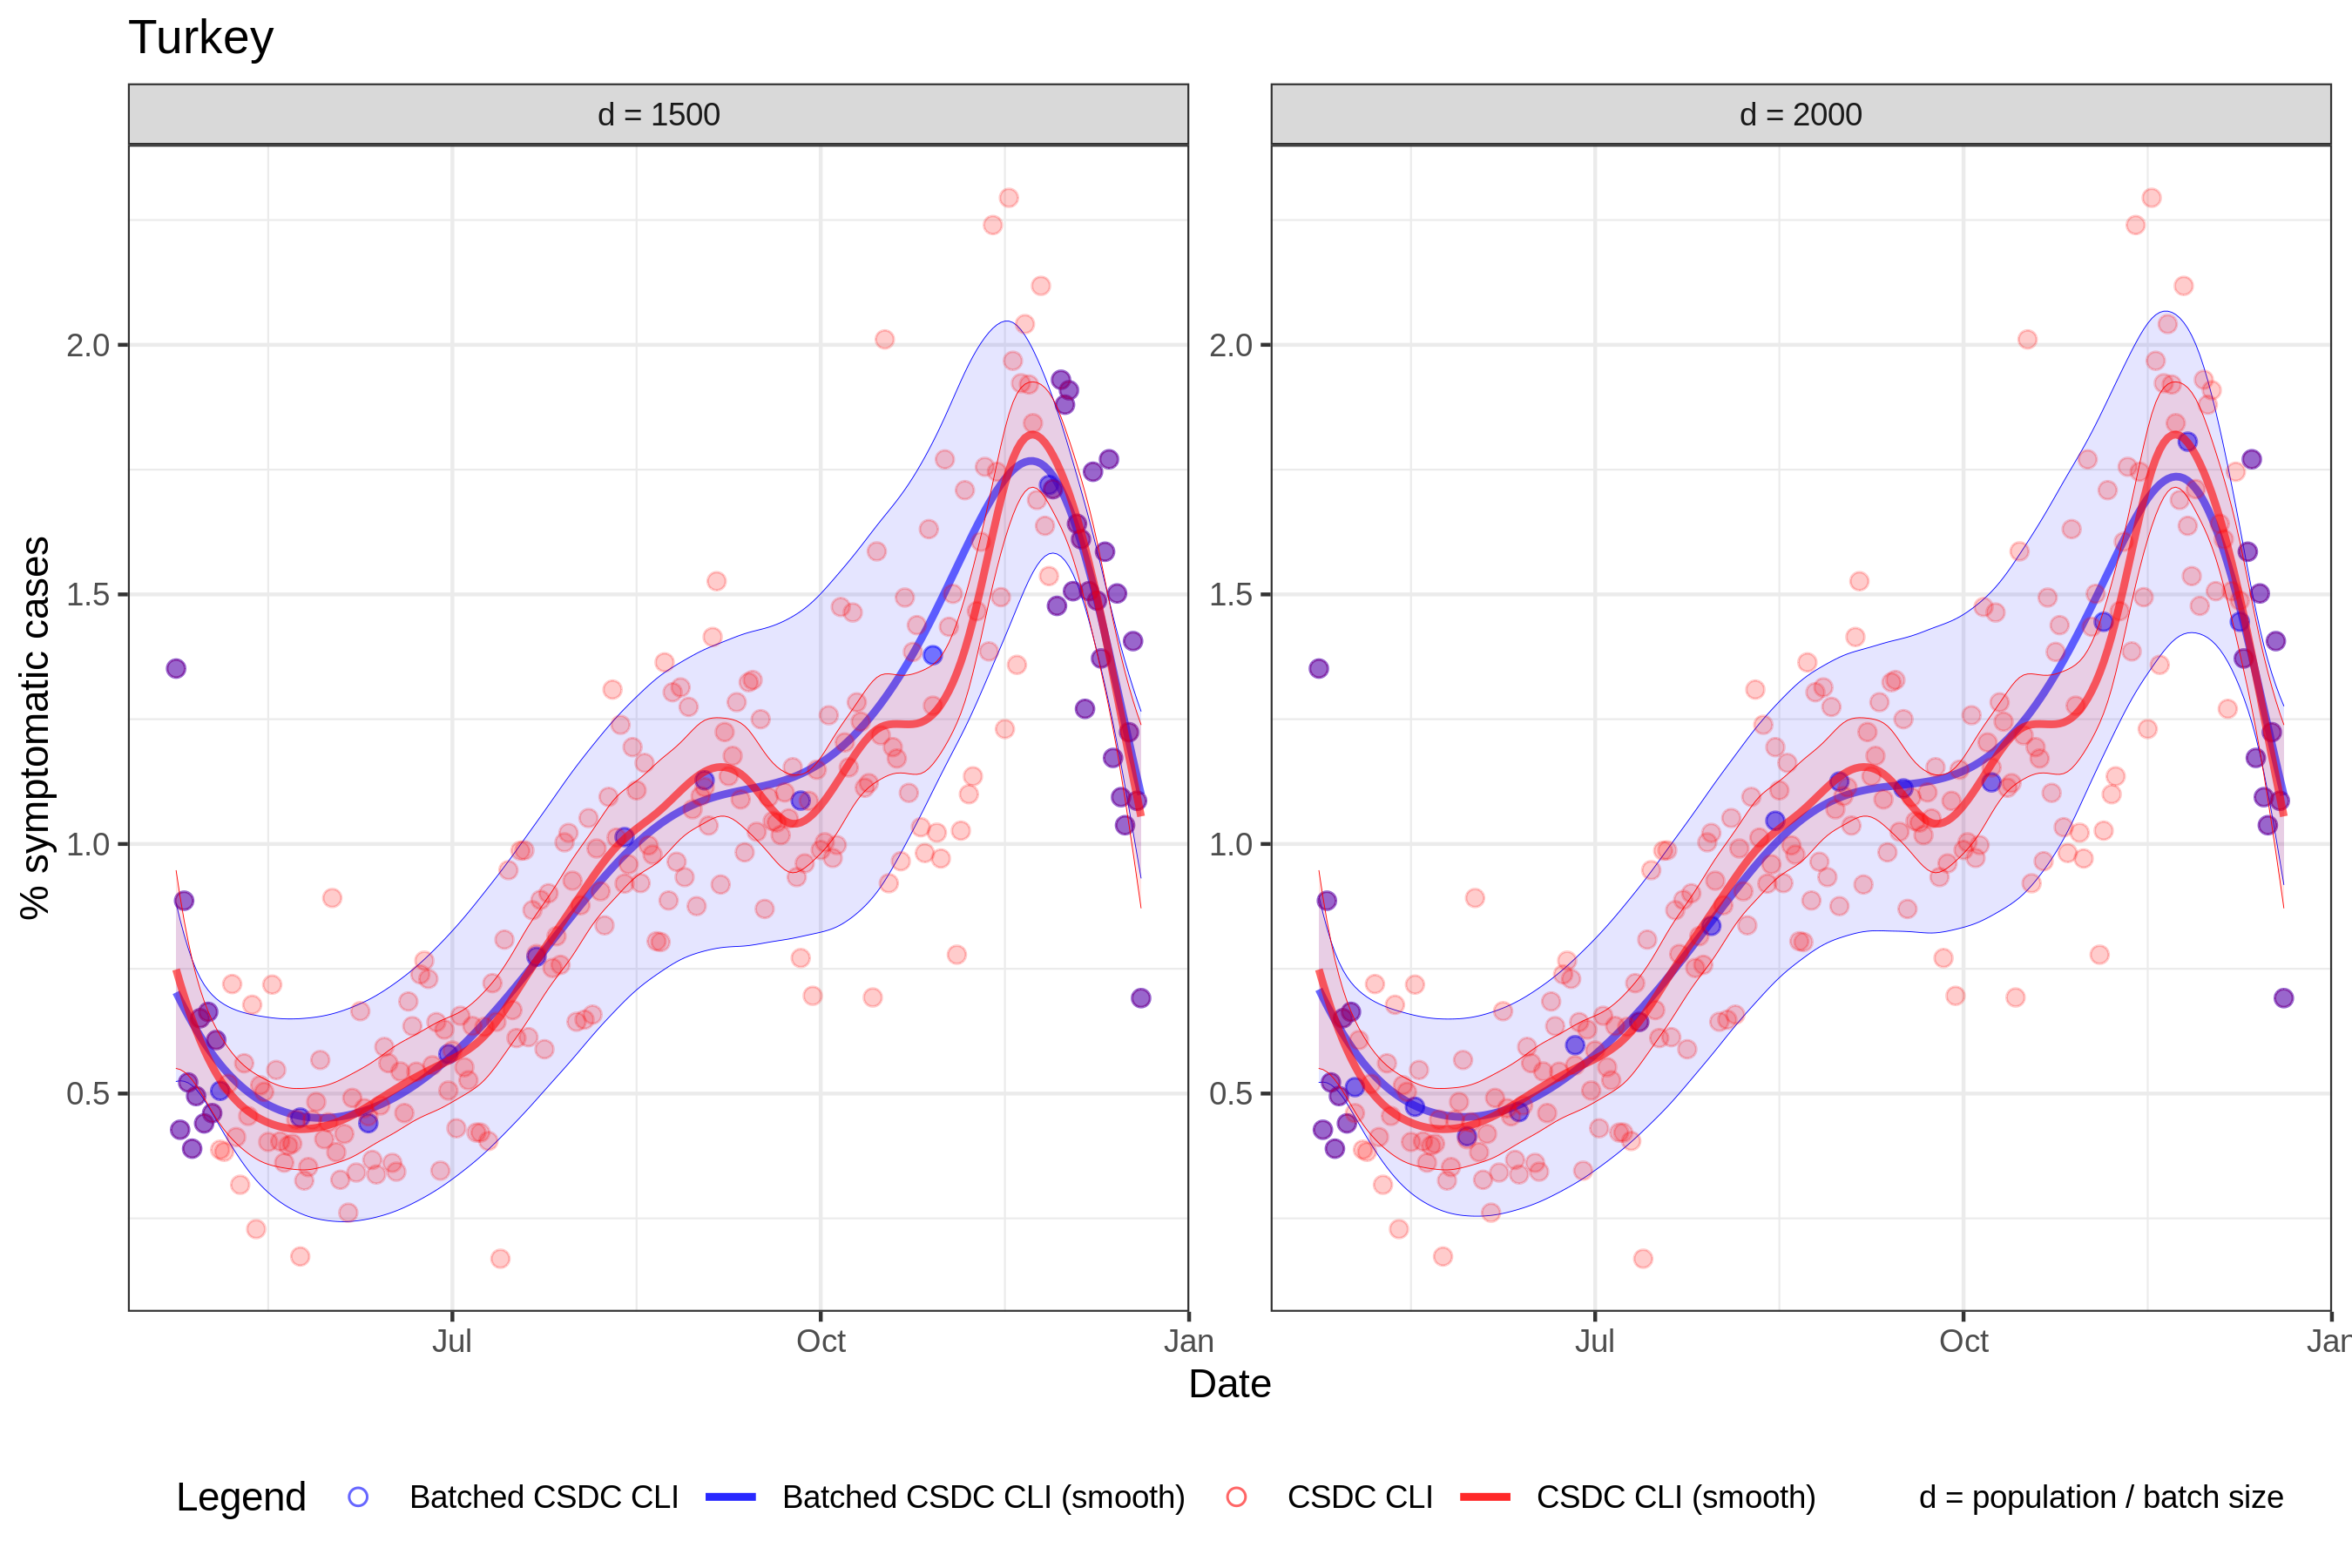 Turkey
d = 1500
d = 2000
% symptomatic cases
2.0
1.5
1.0
0.5
2.0
1.5
1.0
0.5
Jul
Oct
Jan
Jul
Oct
Jan
Date
Legend
Batched CSDC CLI
Batched CSDC CLI (smooth)
CSDC CLI
CSDC CLI (smooth)
d = population / batch size